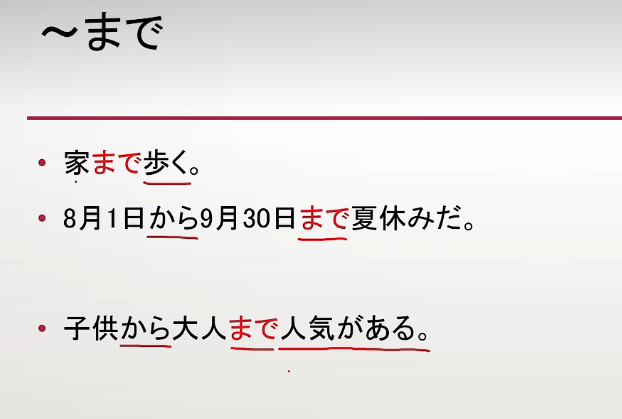 ～まで
• 家まで歩く。
• 8月1日から9月30日まで夏休みだ。
• 子供から大人まで人気がある。